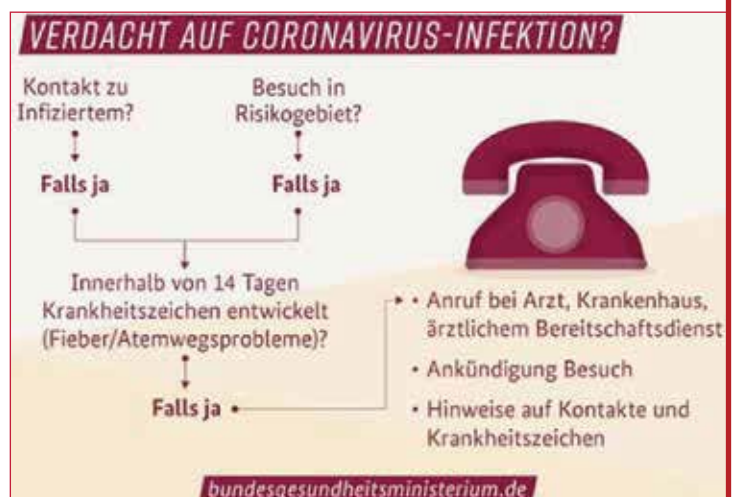 VERDACHT AUF CORONAVIRUS-INFEKTION?
Kontakt zu
Infiziertem?
Besuch in
Risikogebiet?
Falls ja
Falls ja
Innerhalb von 14 Tagen
Krankheitszeichen entwickelt
(Fieber/Atemwegsprobleme)?
Falls ja
• Anruf bei Arzt, Krankenhaus,
ärztlichem Bereitschaftsdienst
• Ankündigung Besuch
• Hinweise auf Kontakte und
Krankheitszeichen
bundesgesundheitsministerium.de